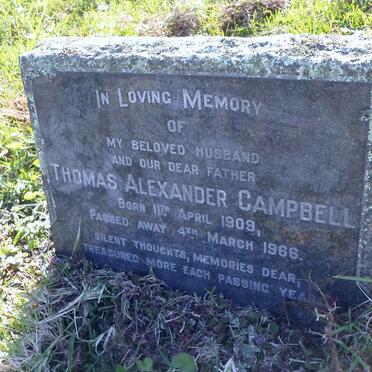 IN LOVING MEMORY
OF
MY BELOVED HUSBAND
AND OUR DEAR FATHER
THOMAS ALEXANDER CAMPBELL
BORN 11TH APRIL 1909,
PASSED AWAY 4TH MARCH 1966.
SILENT THOUGHTS, MEMORIES DEAR,
TREASURED MORE EACH PASSING YEA